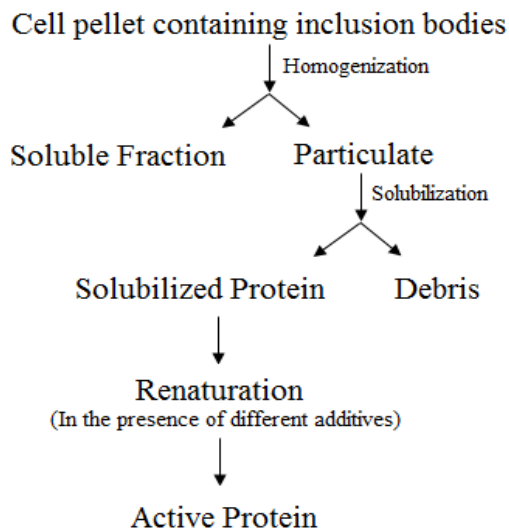 Cell pellet containing inclusion bodies
Homogenization
Soluble Fraction
Particulate
Solubilization
Solubilized Protein
Debris
Renaturation
(In the presence of different additives)
Active Protein